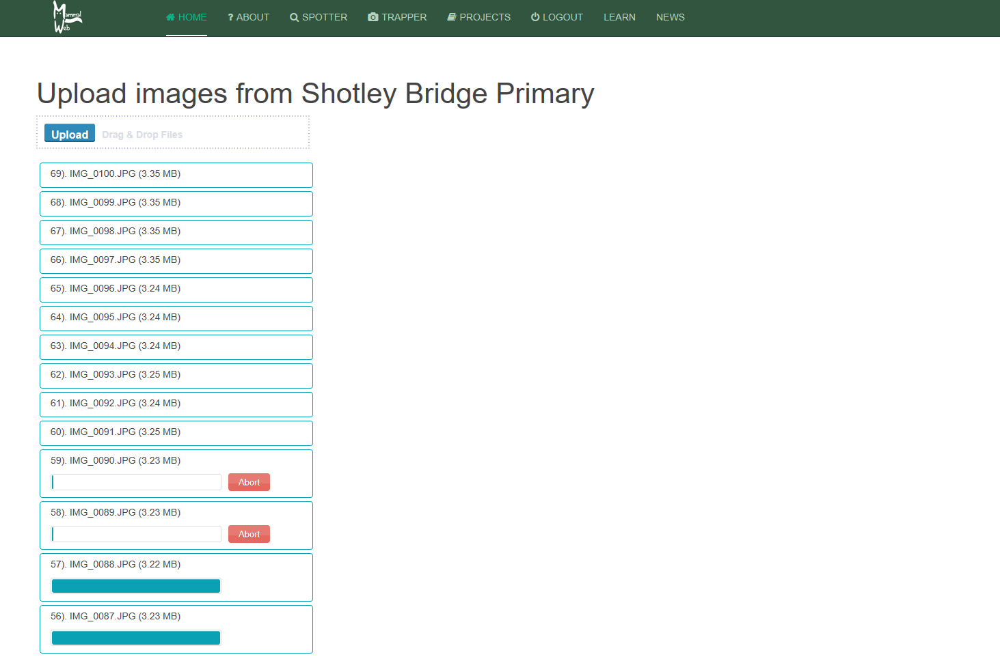 Mammal
Web
HOME
? ABOUT
SPOTTER
TRAPPER
PROJECTS
LOGOUT
LEARN
NEWS
Upload images from Shotley Bridge Primary
Upload Drag & Drop Files
69). IMG_0100.JPG (3.35 MB)
68). IMG_0099.JPG (3.35 MB)
67). IMG_0098.JPG (3.35 MB)
66). IMG_0097.JPG (3.35 MB)
65). IMG_0096.JPG (3.24 MB)
64). IMG_0095.JPG (3.24 MB)
63). IMG_0094.JPG (3.24 MB)
62). IMG_0093.JPG (3.25 MB)
61). IMG_0092.JPG (3.24 MB)
60). IMG_0091.JPG (3.25 MB)
59). IMG_0090.JPG (3.23 MB)
Abort
58). IMG_0089.JPG (3.23 MB)
Abort
57). IMG_0088.JPG (3.22 MB)
56). IMG_0087.JPG (3.23 MB)